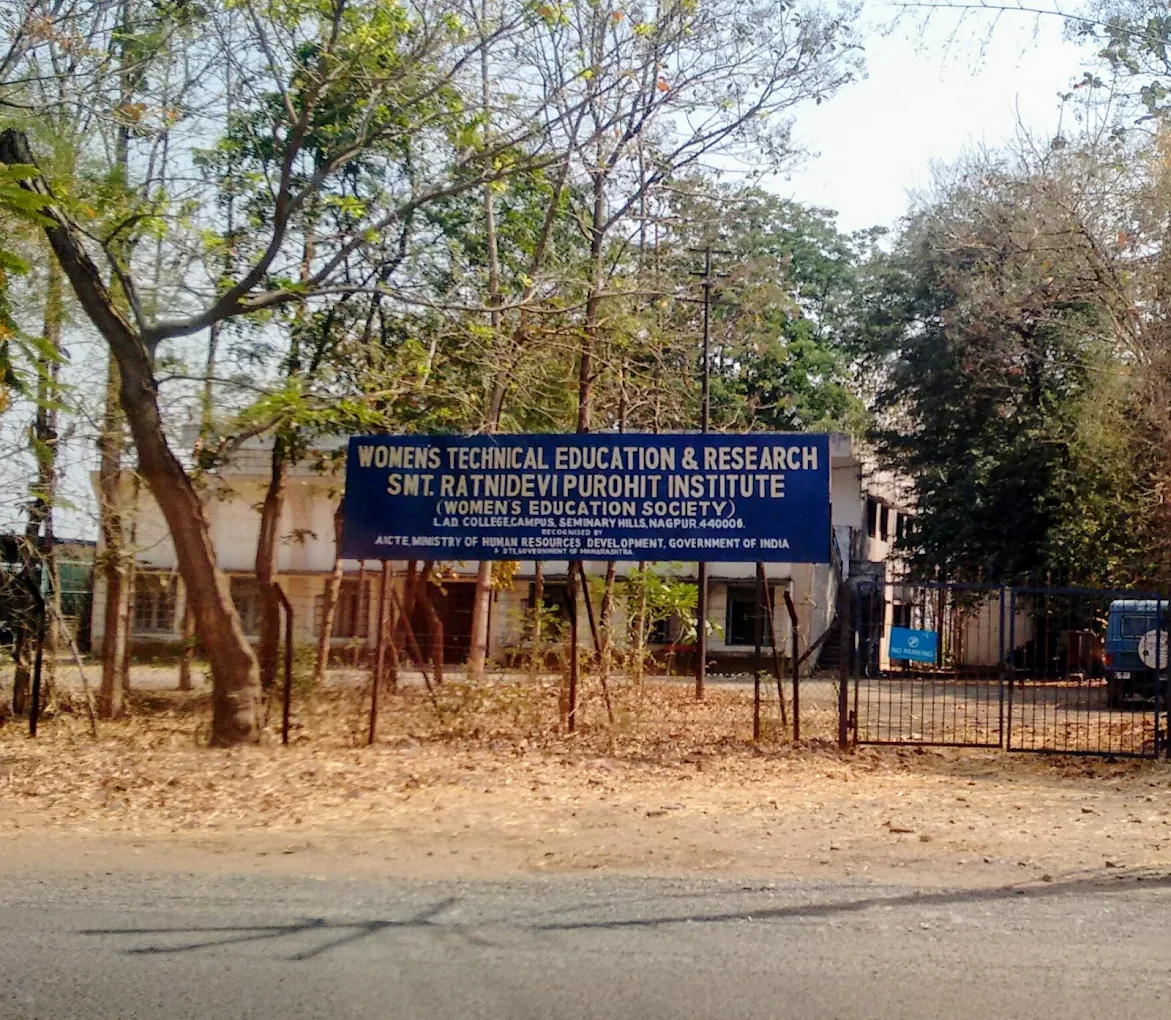 WOMEN'S TECHNICAL EDUCATION & RESEARCH
SMT. RATNIDEVI PUROHIT INSTITUTE
(WOMEN'S EDUCATION SOCIETY)
L.A.D. COLLEGE,CAMPUS, SEMINARY HILLS, NAGPUR.440006.
RECOGNISED BY
AICTE, MINISTRY OF HUMAN RESOURCES DEVELOPMENT, GOVERNMENT OF INDIA
& DTE, GOVERNMENT OF MAHARASHTRA
P
NO PARKING